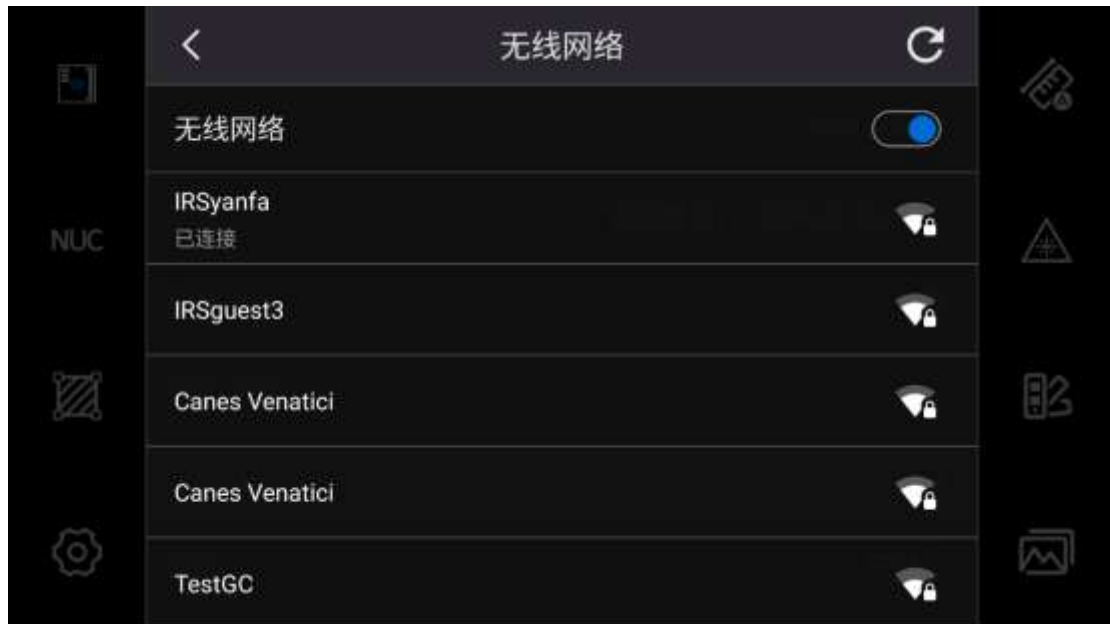 无线网络
无线网络
IRSyanfa
已连接
NUC
IRSguest3
Canes Venatici
Canes Venatici
TestGC